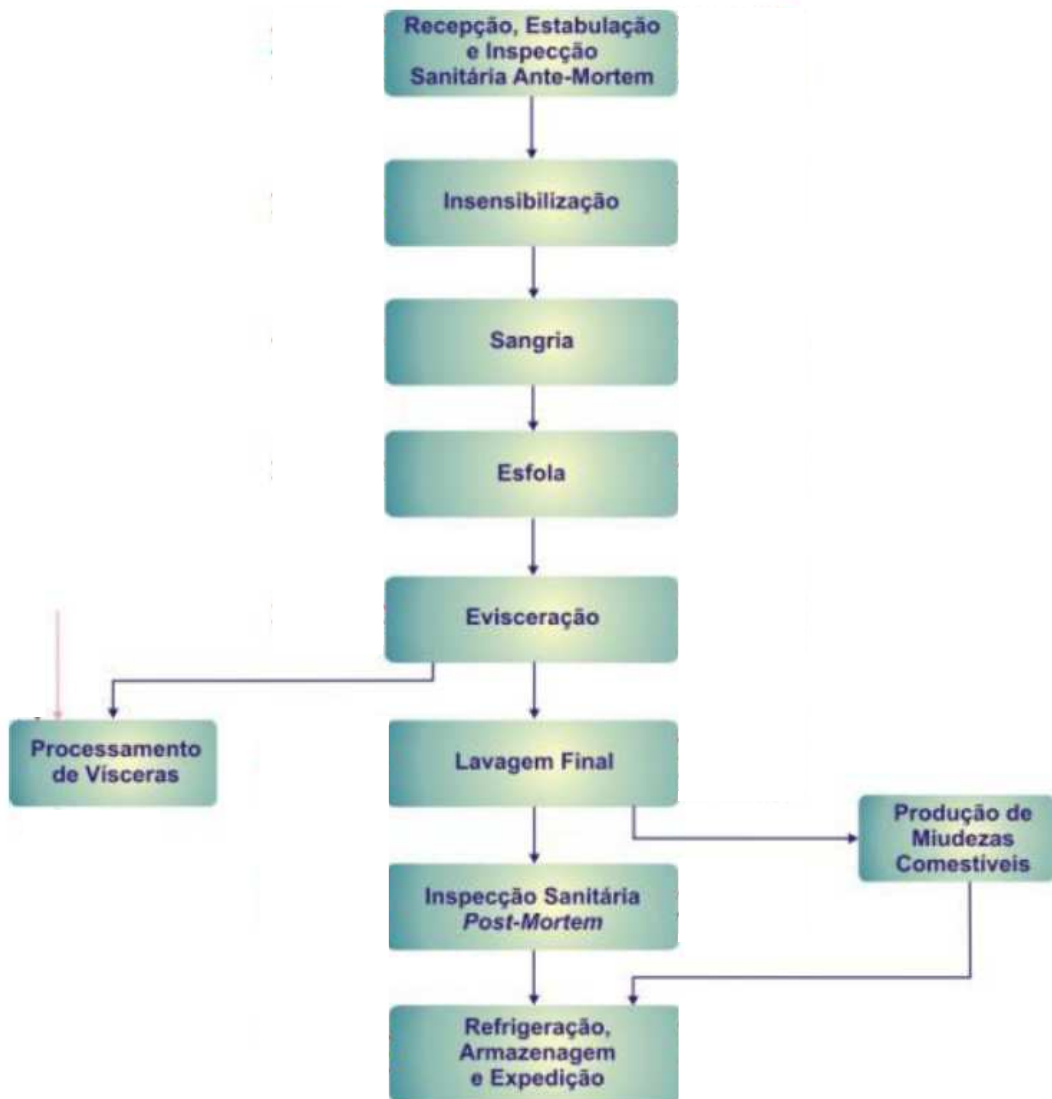 Recepção, Estabulação
e Inspecção
Sanitária Ante-Mortem
Insensibilização
Sangria
Esfola
Evisceração
Processamento
de Vísceras
Lavagem Final
Produção de
Miudezas
Comestíveis
Inspecção Sanitária
Post-Mortem
Refrigeração,
Armazenagem
e Expedição